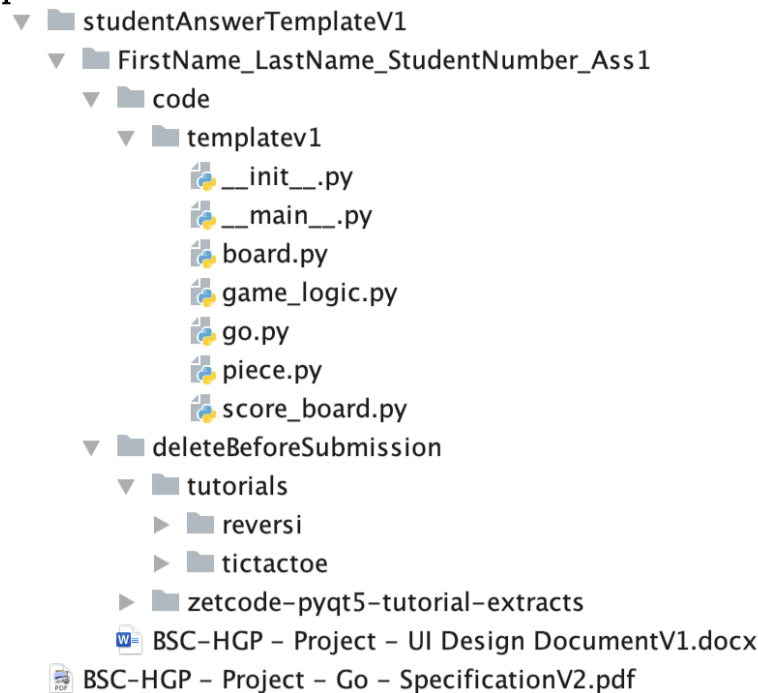 studentAnswerTemplateV1
FirstName_LastName_StudentNumber_Ass1
code
templatev1
__init__.py
__main__.py
board.py
game_logic.py
go.py
piece.py
score_board.py
deleteBeforeSubmission
tutorials
reversi
tictactoe
zetcode-pyqt5-tutorial-extracts
BSC-HGP – Project – UI Design DocumentV1.docx
BSC-HGP – Project – Go – SpecificationV2.pdf